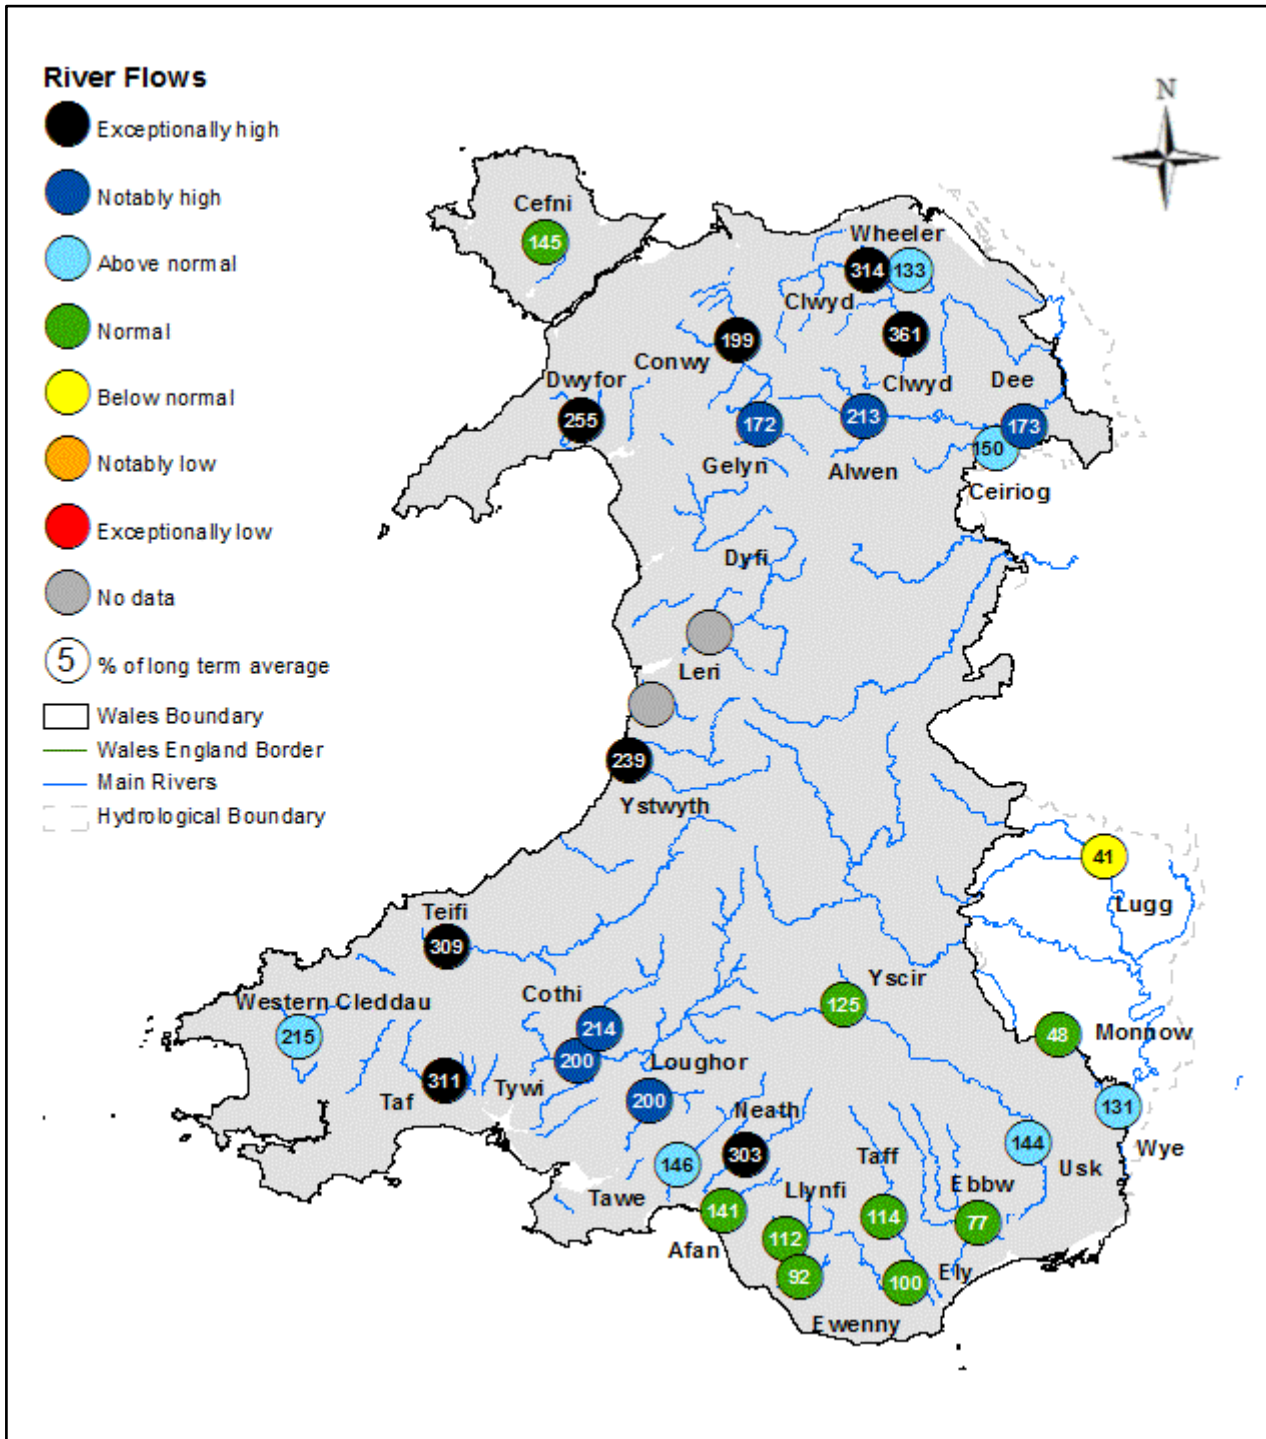 River Flows
Exceptionally high
Notably high
Above normal
Normal
Below normal
Notably low
Exceptionally low
No data
5 % of long term average
Wales Boundary
Wales England Border
Main Rivers
Hydrological Boundary
N
Cefni
145
Wheeler
314 133
Clwyd
199
361
Conwy
Clwyd
Dee
Dwyfor
255
172
213
173
150
Gelyn
Alwen
Ceiriog
Dyfi
Leri
239
Ystwyth
41
Lugg
Teifi
309
Western Cleddau
215
Cothi
214
200
Yscir
125
48
Monnow
Loughor
200
311
Taf
Tywi
Neath
303
131
Wye
144
Usk
146
Tawe
Taff
Ebbw
Llynfi
141
Afan
112
114
77
92
100
Ely
Ewenny